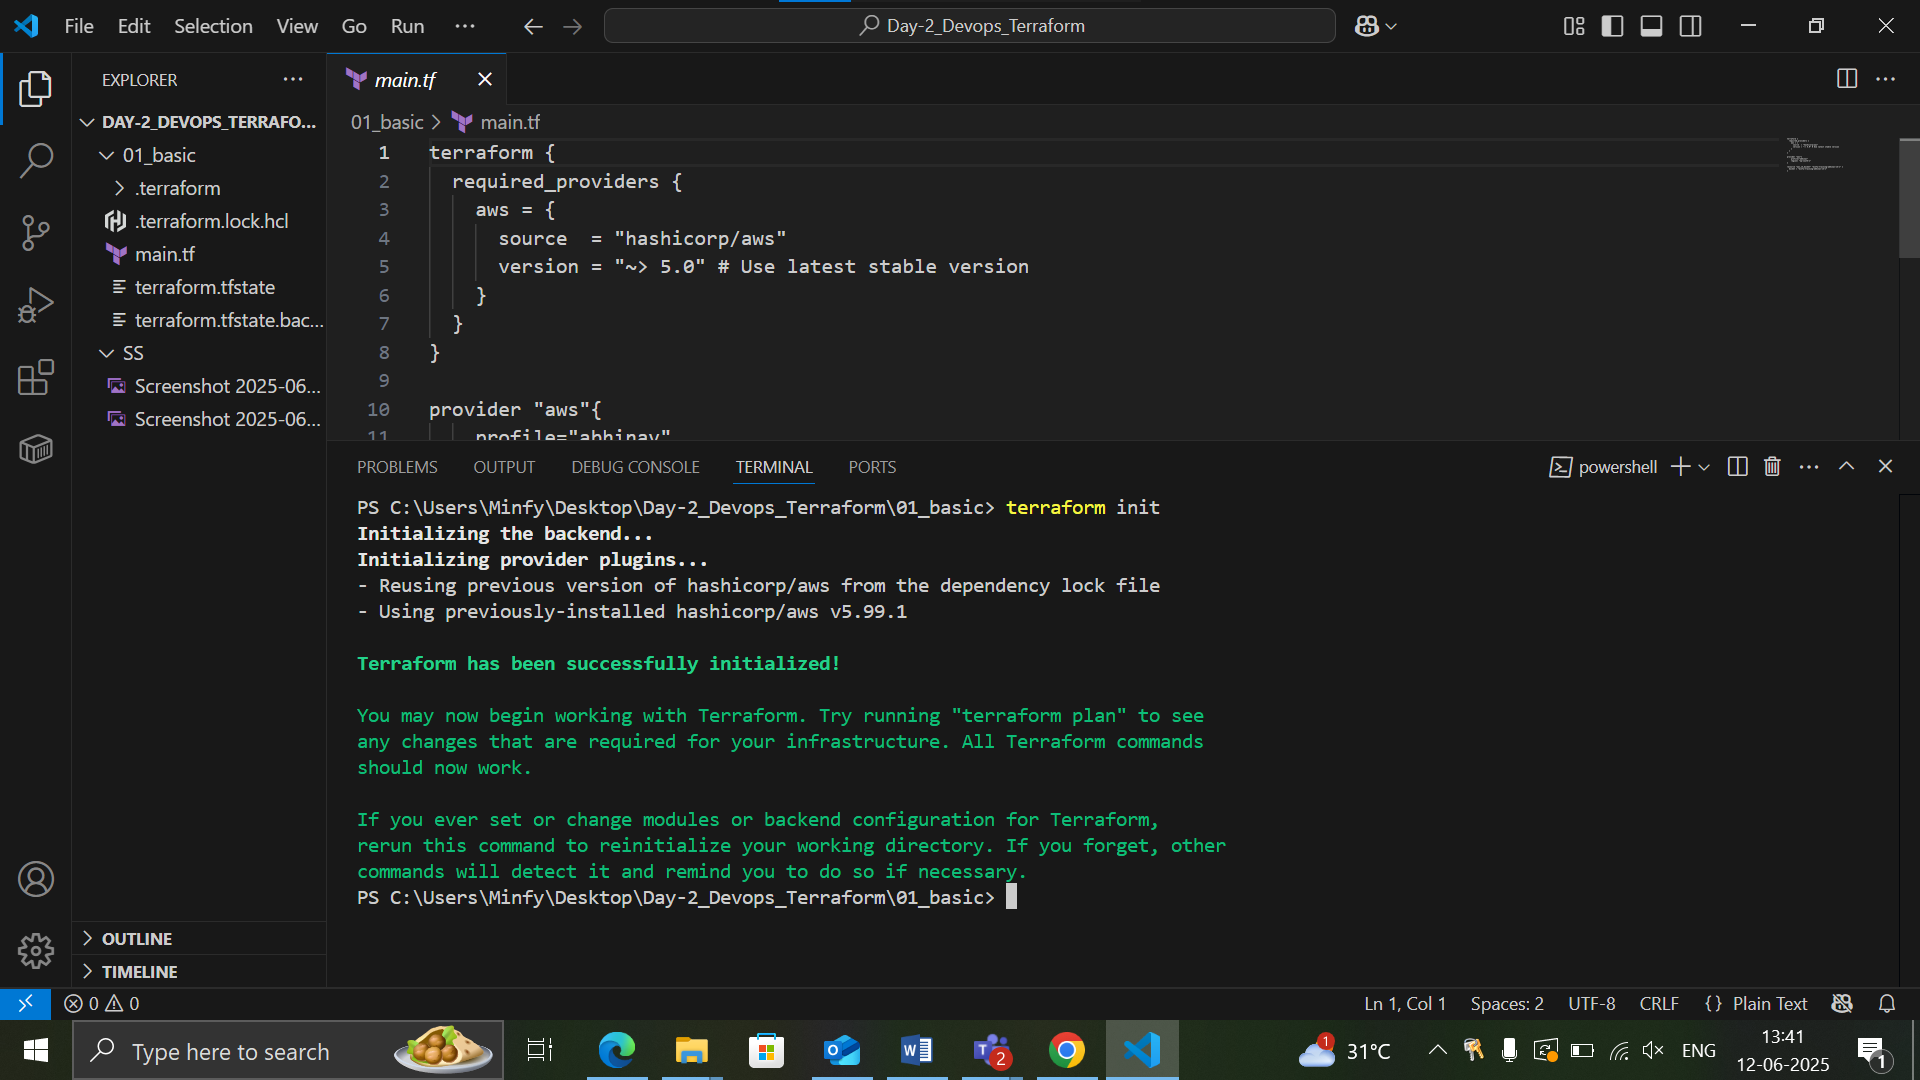 File Edit Selection View Go Run ···
Day-2_Devops_Terraform
EXPLORER
DAY-2_DEVOPS_TERRAFO...
01_basic
.terraform
.terraform.lock.hcl
main.tf
terraform.tfstate
terraform.tfstate.bac...
SS
Screenshot 2025-06...
Screenshot 2025-06...
OUTLINE
TIMELINE
main.tf
01_basic > main.tf
1 terraform {
2 required_providers {
3 aws = {
4 source  = "hashicorp/aws"
5 version = "~> 5.0" # Use latest stable version
6 }
7 }
8 }
9
10 provider "aws"{
11 profile="abhinav"
PROBLEMS OUTPUT DEBUG CONSOLE TERMINAL PORTS
powershell
PS C:\Users\Minfy\Desktop\Day-2_Devops_Terraform\01_basic> terraform init
Initializing the backend...
Initializing provider plugins...
- Reusing previous version of hashicorp/aws from the dependency lock file
- Using previously-installed hashicorp/aws v5.99.1
Terraform has been successfully initialized!
You may now begin working with Terraform. Try running "terraform plan" to see
any changes that are required for your infrastructure. All Terraform commands
should now work.
If you ever set or change modules or backend configuration for Terraform,
rerun this command to reinitialize your working directory. If you forget, other
commands will detect it and remind you to do so if necessary.
PS C:\Users\Minfy\Desktop\Day-2_Devops_Terraform\01_basic>
0 0
Ln 1, Col 1 Spaces: 2 UTF-8 CRLF {} Plain Text
Type here to search
2
1
31°C
ENG
13:41
12-06-2025
1